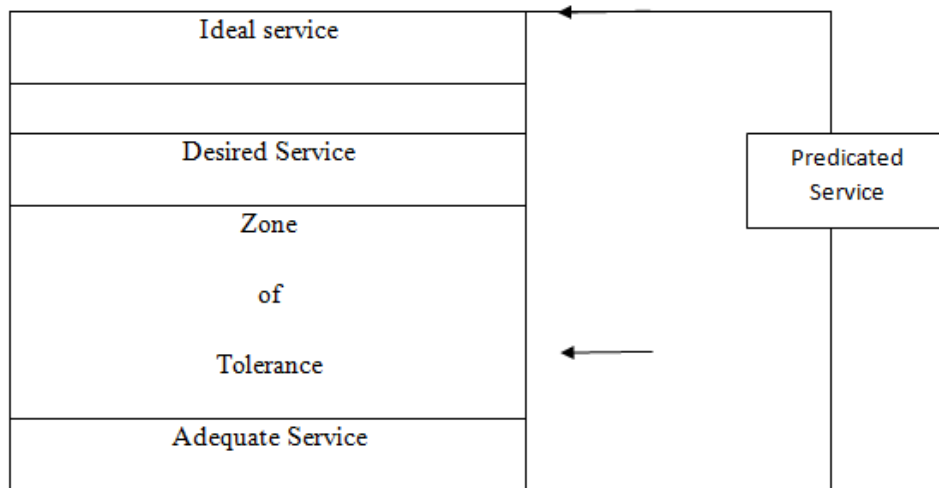 Ideal service
Desired Service
Zone
of
Tolerance
Adequate Service
Predicated
Service